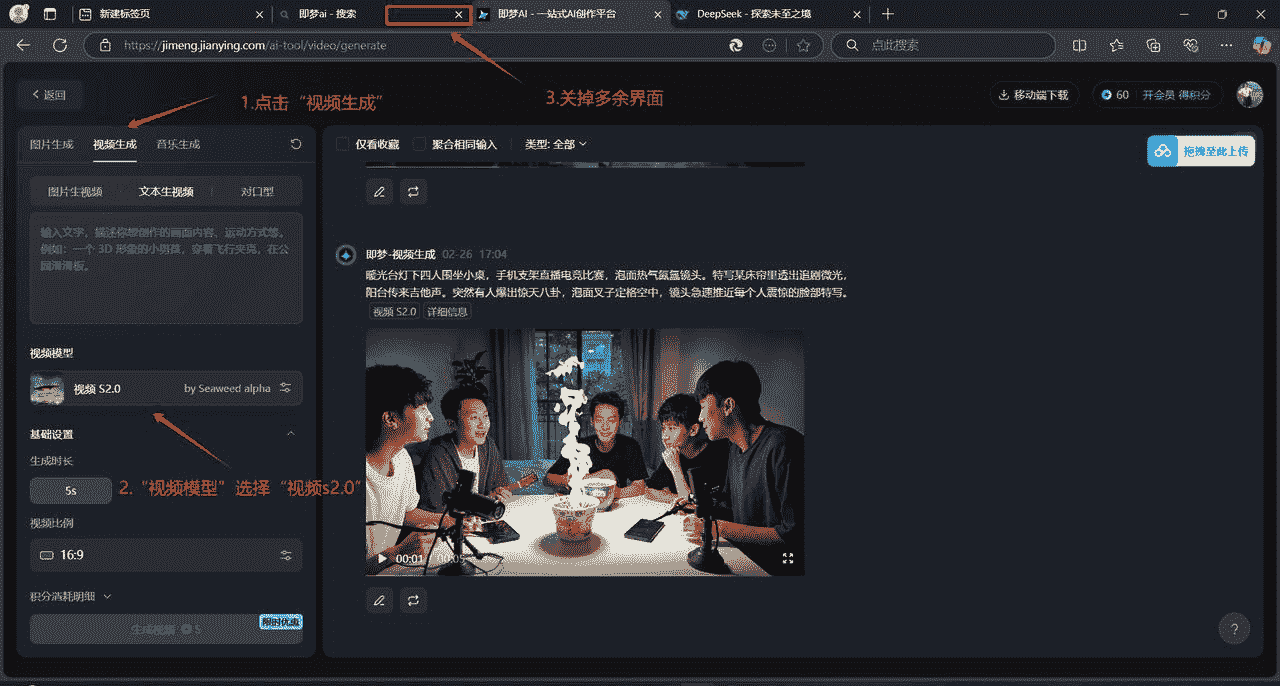 新建标签页
即梦ai - 搜索
即梦AI - 一站式AI创作平台
DeepSeek - 探索未至之境
https://jimeng.jianying.com/ai-tool/video/generate
点此搜索
返回
1.点击“视频生成”
3.关掉多余界面
移动端下载
60
开会员 得积分
图片生成
视频生成
音乐生成
仅看收藏
聚合相同输入
类型: 全部
拖拽至此上传
图片生视频
文本生视频
对口型
输入文字，描述你想创作的画面内容、运动方式等。
例如：一个 3D 形象的小男孩，穿着飞行夹克，在公
园滑滑板。
即梦-视频生成 02-26 17:04
暖光台灯下四人围坐小桌，手机支架直播电竞比赛，泡面热气氤氲镜头。特写某床帘里透出追剧微光，
阳台传来吉他声。突然有人爆出惊天八卦，泡面叉子定格空中，镜头急速推近每个人震惊的脸部特写。
视频 S2.0
详细信息
视频模型
视频 S2.0
by Seaweed alpha
基础设置
生成时长
5s
2.“视频模型”选择“视频s2.0”
视频比例
16:9
00:01 / 00:05
积分消耗明细
限时优惠
生成视频 5
?